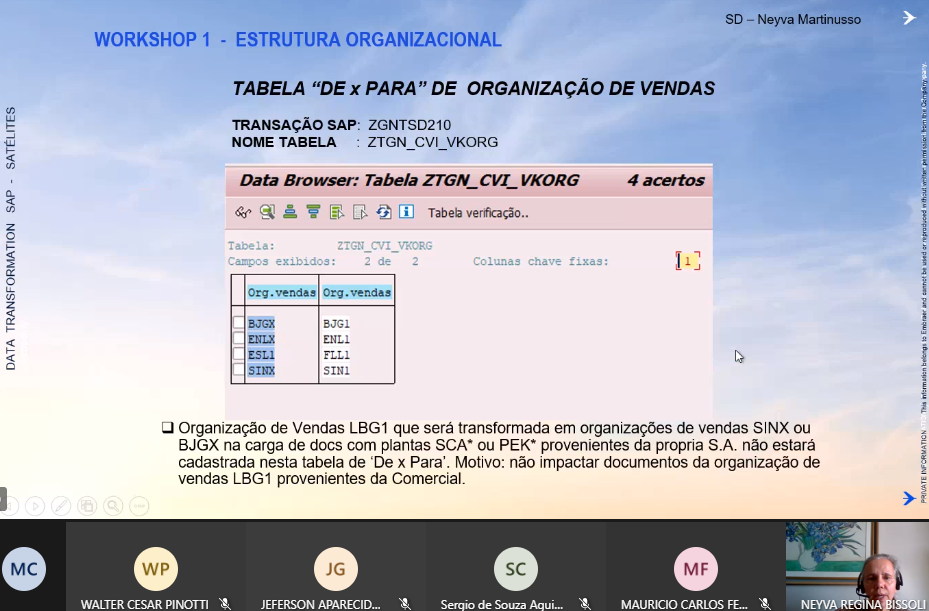 SD – Neyva Martinusso
WORKSHOP 1 - ESTRUTURA ORGANIZACIONAL
TABELA “DE x PARA” DE ORGANIZAÇÃO DE VENDAS
TRANSAÇÃO SAP: ZGNTSD210
NOME TABELA : ZTGN_CVI_VKORG
Data Browser: Tabela ZTGN_CVI_VKORG 4 acertos
Tabela verificação..
Tabela: ZTGN_CVI_VKORG
Campos exibidos: 2 de 2 Colunas chave fixas: 1
Org.vendas Org.vendas
BJGX BJG1
ENLX ENL1
ESL1 FLL1
SINX SIN1
Organização de Vendas LBG1 que será transformada em organizações de vendas SINX ou
BJGX na carga de docs com plantas SCA* ou PEK* provenientes da propria S.A. não estará
cadastrada nesta tabela de ‘De x Para’. Motivo: não impactar documentos da organização de
vendas LBG1 provenientes da Comercial.
DATA TRANSFORMATION SAP - SATÉLITES
PRIVATE INFORMATION This information belongs to Embraer and cannot be used or reproduced without written permission from the Company.
MC
WP
JG
SC
MF
WALTER CESAR PINOTTI
JEFERSON APARECID...
Sergio de Souza Aqui...
MAURICIO CARLOS FE...
NEYVA REGINA BISSOLI